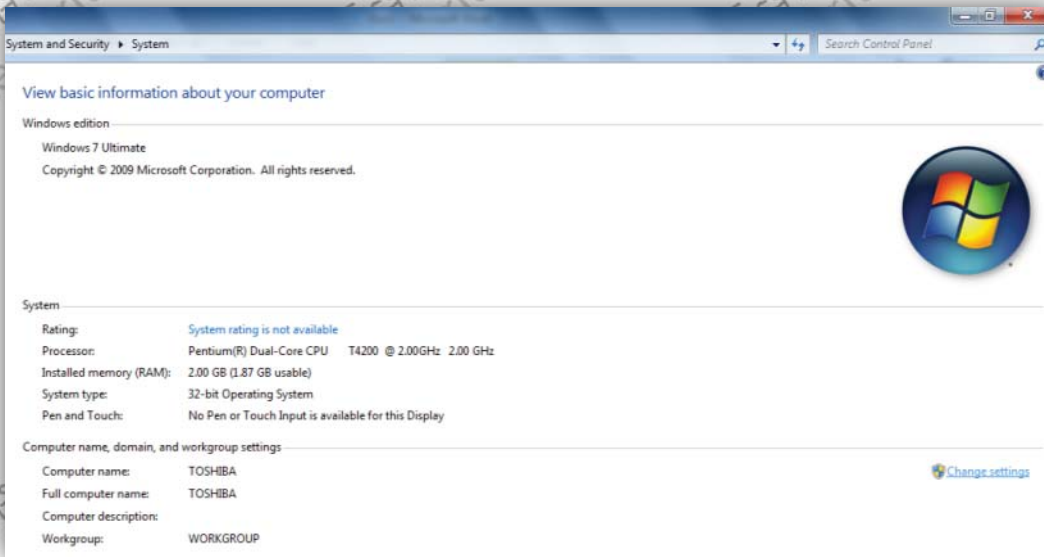 System and Security ▸ System
Search Control Panel
View basic information about your computer
Windows edition
Windows 7 Ultimate
Copyright © 2009 Microsoft Corporation. All rights reserved.
System
Rating: System rating is not available
Processor: Pentium(R) Dual-Core CPU T4200 @ 2.00GHz 2.00 GHz
Installed memory (RAM): 2.00 GB (1.87 GB usable)
System type: 32-bit Operating System
Pen and Touch: No Pen or Touch Input is available for this Display
Computer name, domain, and workgroup settings
Computer name: TOSHIBA
Change settings
Full computer name: TOSHIBA
Computer description:
Workgroup: WORKGROUP